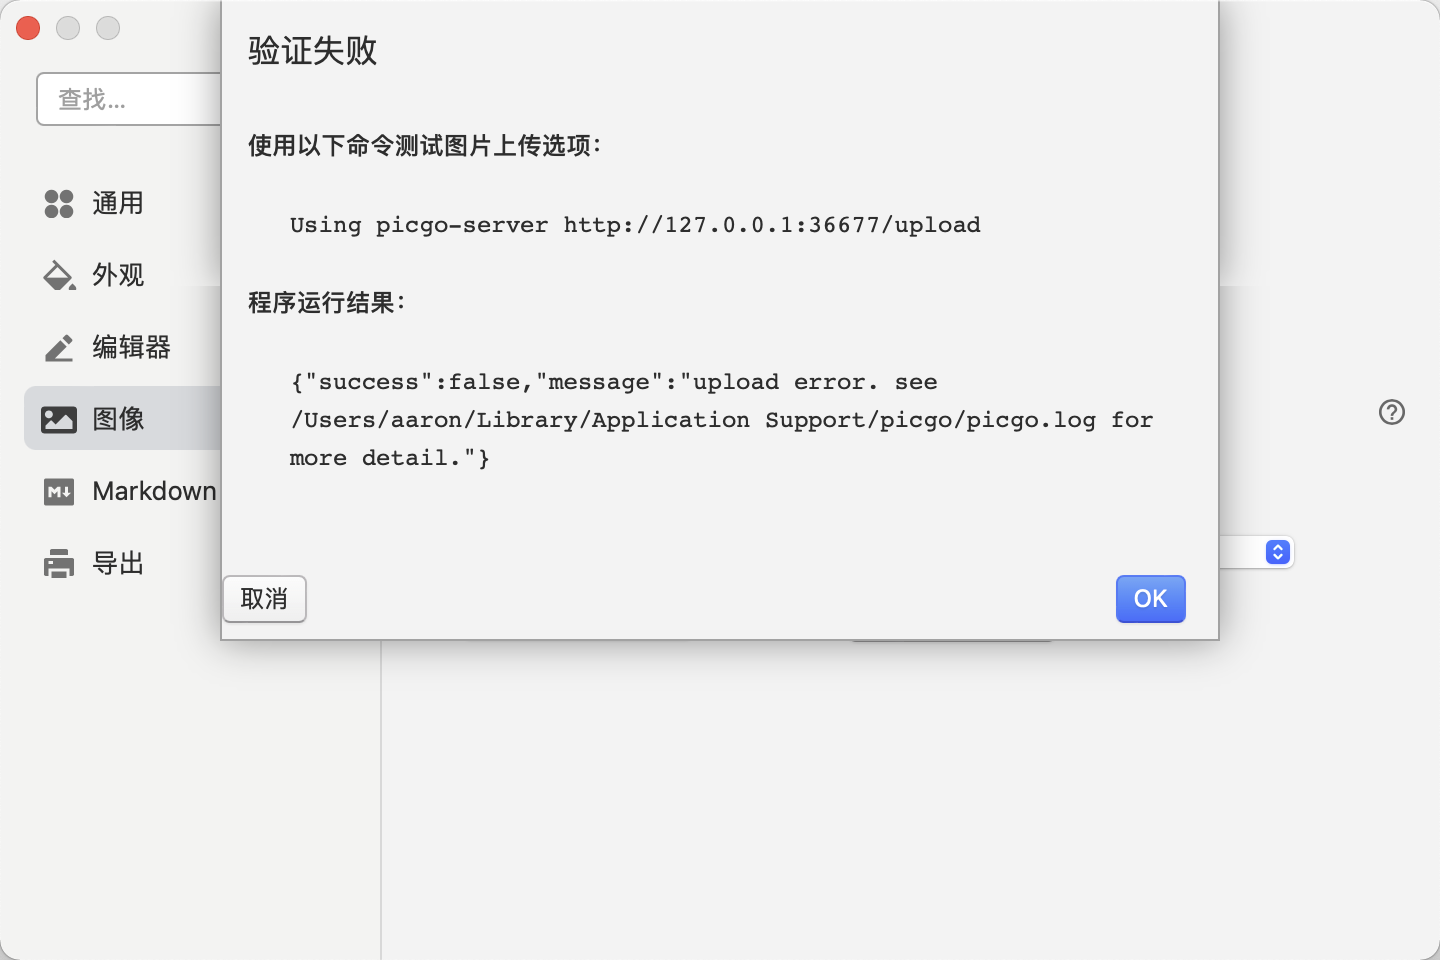 验证失败
查找...
使用以下命令测试图片上传选项：
通用
Using picgo-server http://127.0.0.1:36677/upload
外观
程序运行结果：
编辑器
{"success":false,"message":"upload error. see
/Users/aaron/Library/Application Support/picgo/picgo.log for
more detail."}
图像
Markdown
导出
取消
OK